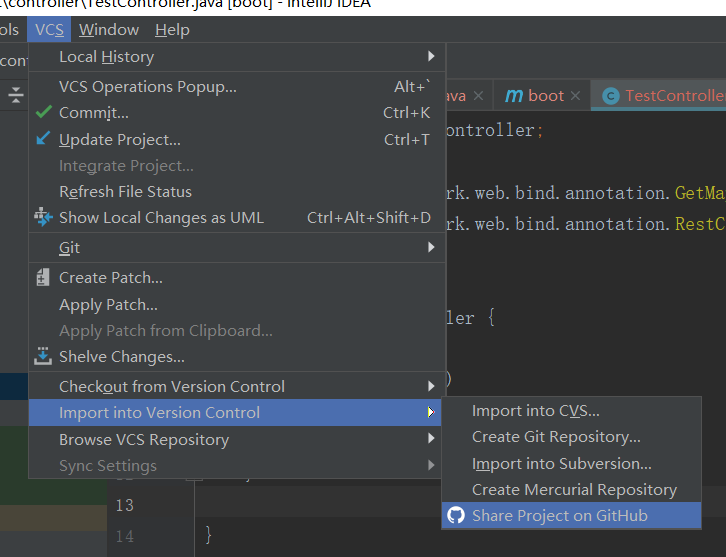 \controller\TestController.java [boot] - IntelliJ IDEA
VCS Window Help
Local History
VCS Operations Popup... Alt+`
Commit... Ctrl+K
Update Project... Ctrl+T
Integrate Project...
Refresh File Status
Show Local Changes as UML Ctrl+Alt+Shift+D
Git
Create Patch...
Apply Patch...
Apply Patch from Clipboard...
Shelve Changes...
Checkout from Version Control
Import into Version Control
Browse VCS Repository
Sync Settings
Import into CVS...
Create Git Repository...
Import into Subversion...
Create Mercurial Repository
Share Project on GitHub
ava boot TestController
ontroller;
rk.web.bind.annotation.GetMa
rk.web.bind.annotation.RestC
ler {
)
13
14 }